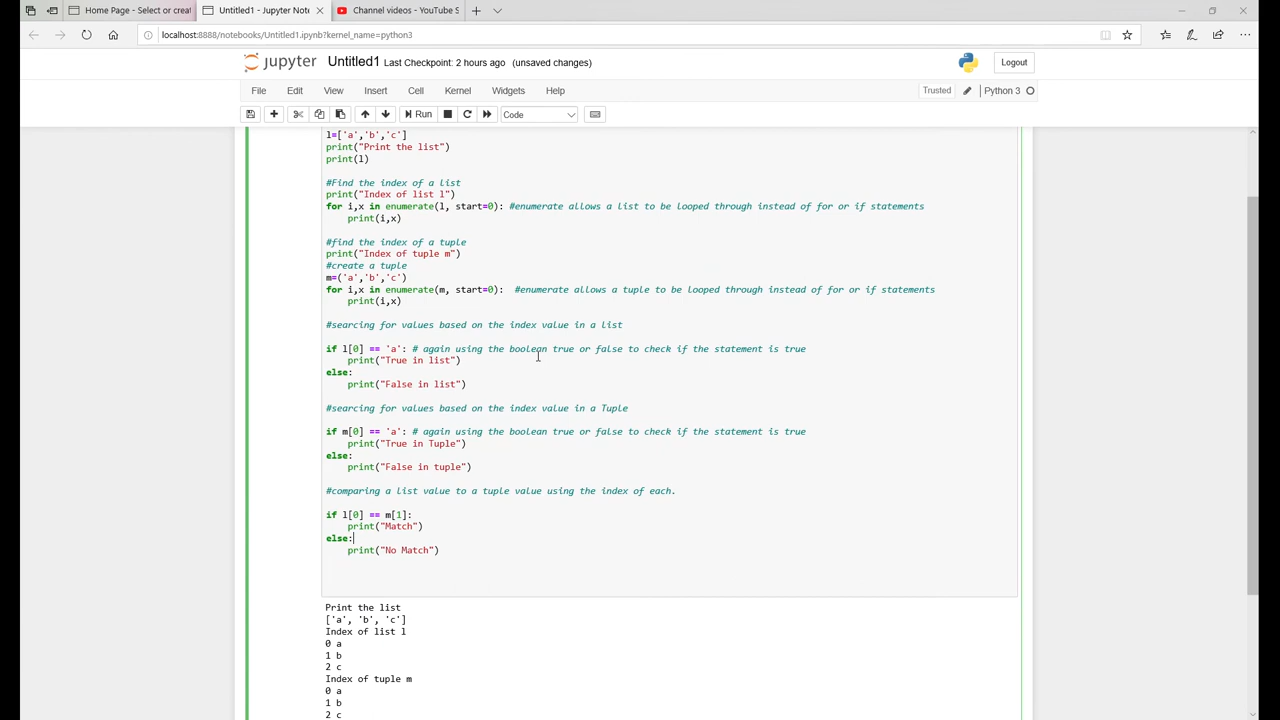 Home Page - Select or creat
Untitled1 - Jupyter Note
Channel videos - YouTube S
localhost:8888/notebooks/Untitled1.ipynb?kernel_name=python3
jupyter Untitled1 Last Checkpoint: 2 hours ago (unsaved changes)
Logout
File Edit View Insert Cell Kernel Widgets Help
Trusted Python 3
Run Code
l=['a','b','c']
print("Print the list")
print(l)
#Find the index of a list
print("Index of list l")
for i,x in enumerate(l, start=0): #enumerate allows a list to be looped through instead of for or if statements
    print(i,x)
#find the index of a tuple
print("Index of tuple m")
#create a tuple
m=('a','b','c')
for i,x in enumerate(m, start=0):  #enumerate allows a tuple to be looped through instead of for or if statements
    print(i,x)
#searching for values based on the index value in a list
if l[0] == 'a': # again using the boolean true or false to check if the statement is true
    print("True in list")
else:
    print("False in list")
#searching for values based on the index value in a Tuple
if m[0] == 'a': # again using the boolean true or false to check if the statement is true
    print("True in Tuple")
else:
    print("False in tuple")
#comparing a list value to a tuple value using the index of each.
if l[0] == m[1]:
    print("Match")
else:
    print("No Match")
Print the list
['a', 'b', 'c']
Index of list l
0 a
1 b
2 c
Index of tuple m
0 a
1 b
2 c